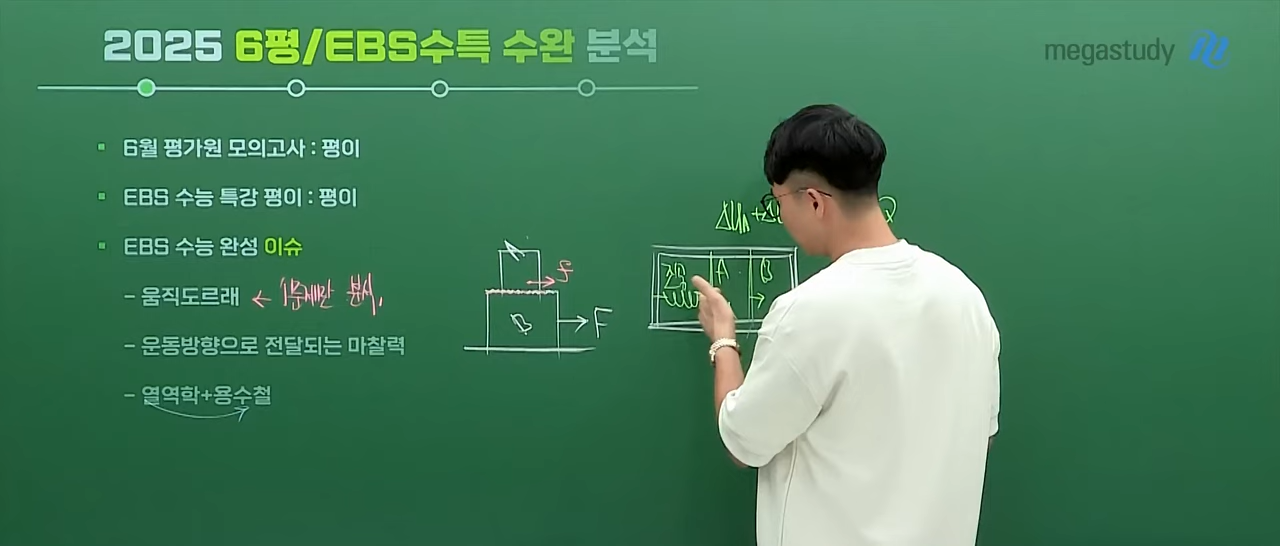 2025 6평/EBS수특 수완 분석
megastudy
6월 평가원 모의고사 : 평이
EBS 수능 특강 평이 : 평이
EBS 수능 완성 이슈
- 움직도르래 ← 분석.
- 운동방향으로 전달되는 마찰력
- 열역학+용수철
A
f
B
F
ΔU
A
B